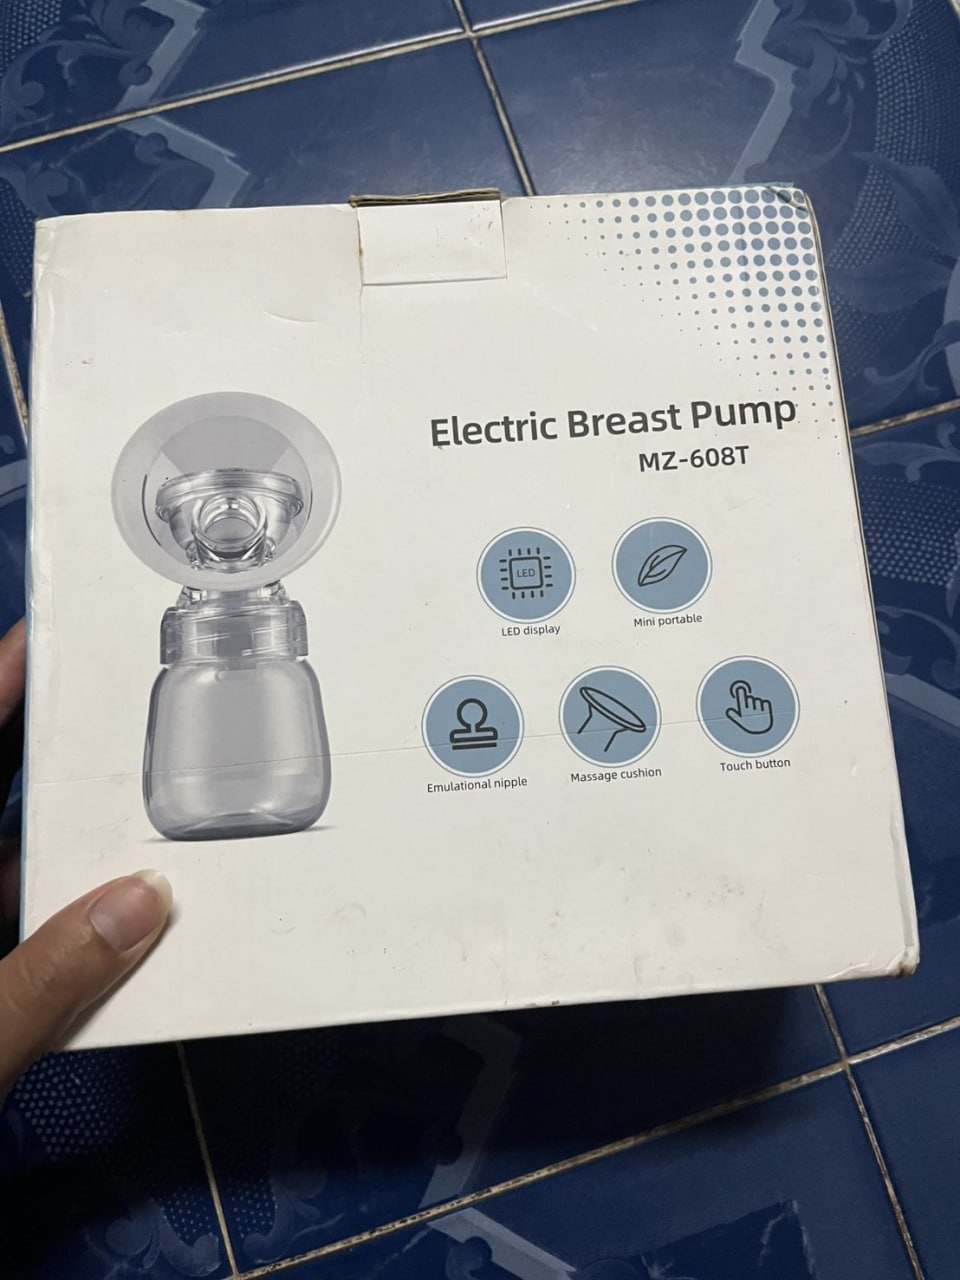 Electric Breast Pump
MZ-608T
LED
LED display
Mini portable
Emulational nipple
Massage cushion
Touch button